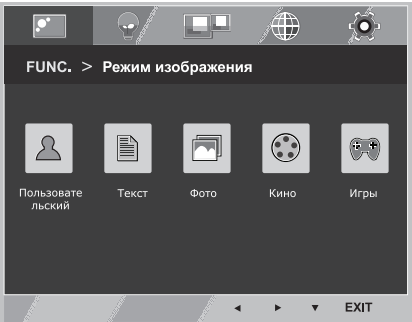 FUNC. > Режим изображения
Пользовате
льский
Текст
Фото
Кино
Игры
EXIT